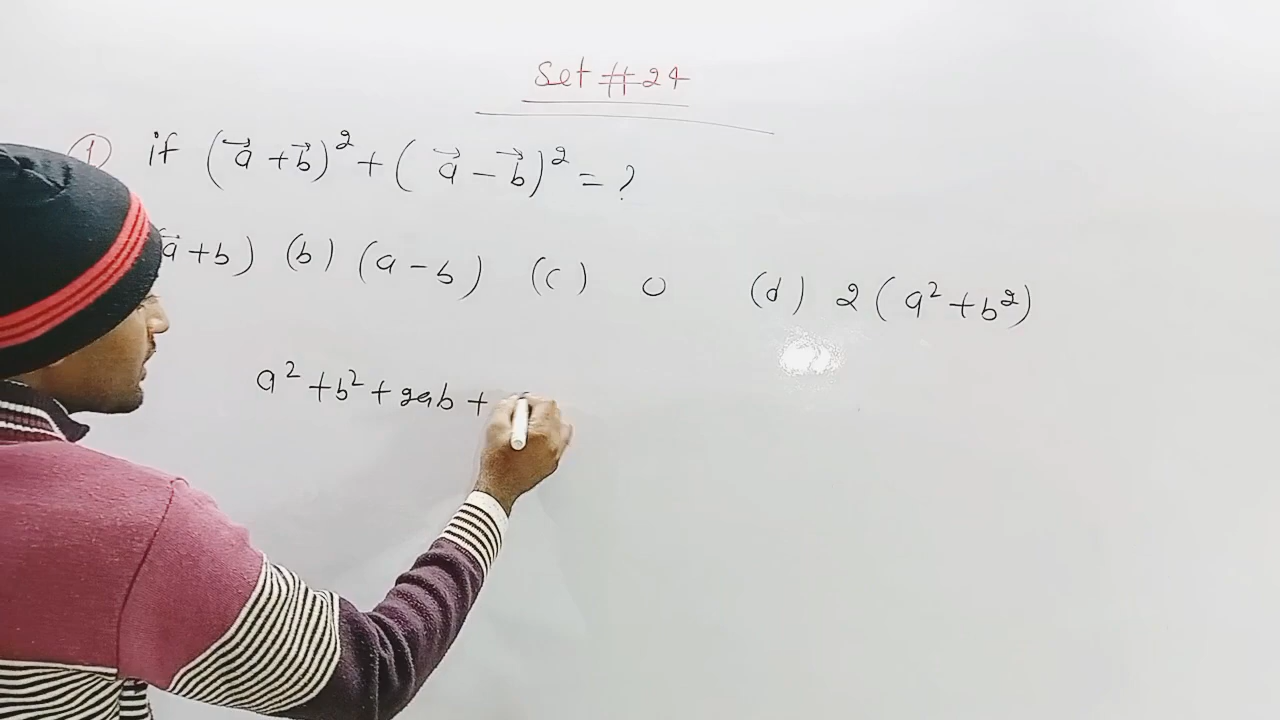 Set # 24
① if (a⃗ + b⃗)² + (a⃗ − b⃗)² = ?
a⃗ + b) (b) (a − b) (c) 0 (d) 2 (a² + b²)
a² + b² + 2ab +